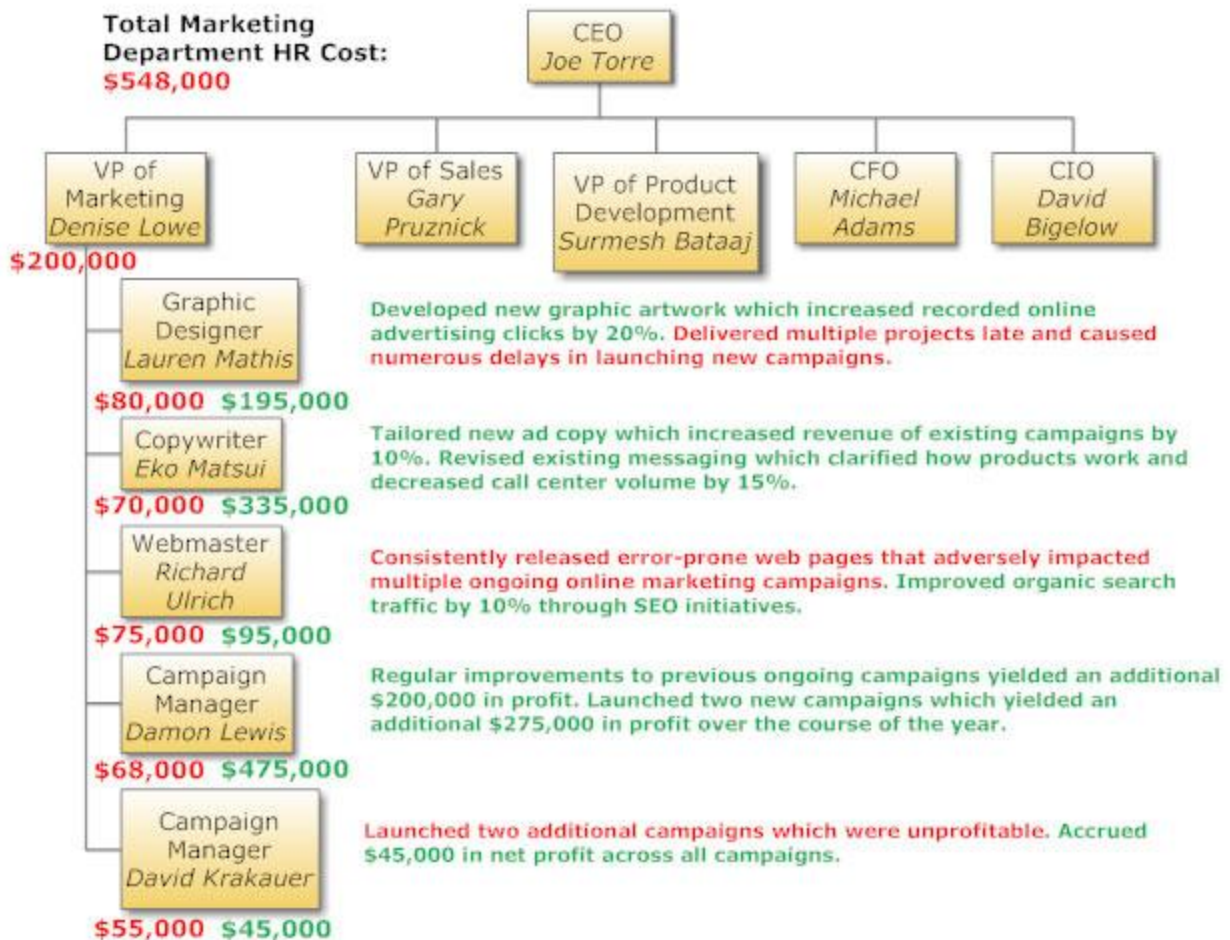 Total Marketing
Department HR Cost:
$548,000
CEO
Joe Torre
VP of
Marketing
Denise Lowe
$200,000
VP of Sales
Gary
Pruznick
VP of Product
Development
Surmesh Bataaj
CFO
Michael
Adams
CIO
David
Bigelow
Graphic
Designer
Lauren Mathis
$80,000 $195,000
Developed new graphic artwork which increased recorded online
advertising clicks by 20%. Delivered multiple projects late and caused
numerous delays in launching new campaigns.
Copywriter
Eko Matsui
$70,000 $335,000
Tailored new ad copy which increased revenue of existing campaigns by
10%. Revised existing messaging which clarified how products work and
decreased call center volume by 15%.
Webmaster
Richard
Ulrich
$75,000 $95,000
Consistently released error-prone web pages that adversely impacted
multiple ongoing online marketing campaigns. Improved organic search
traffic by 10% through SEO initiatives.
Campaign
Manager
Damon Lewis
$68,000 $475,000
Regular improvements to previous ongoing campaigns yielded an additional
$200,000 in profit. Launched two new campaigns which yielded an
additional $275,000 in profit over the course of the year.
Campaign
Manager
David Krakauer
$55,000 $45,000
Launched two additional campaigns which were unprofitable. Accrued
$45,000 in net profit across all campaigns.